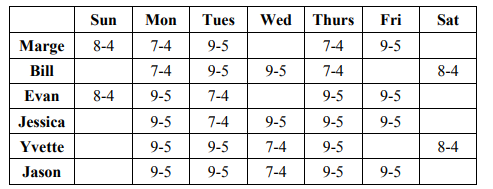 Sun Mon Tues Wed Thurs Fri Sat
Marge 8-4 7-4 9-5 7-4 9-5
Bill 7-4 9-5 9-5 7-4 8-4
Evan 8-4 9-5 7-4 9-5 9-5
Jessica 9-5 7-4 9-5 9-5 9-5
Yvette 9-5 9-5 7-4 9-5 8-4
Jason 9-5 9-5 7-4 9-5 9-5